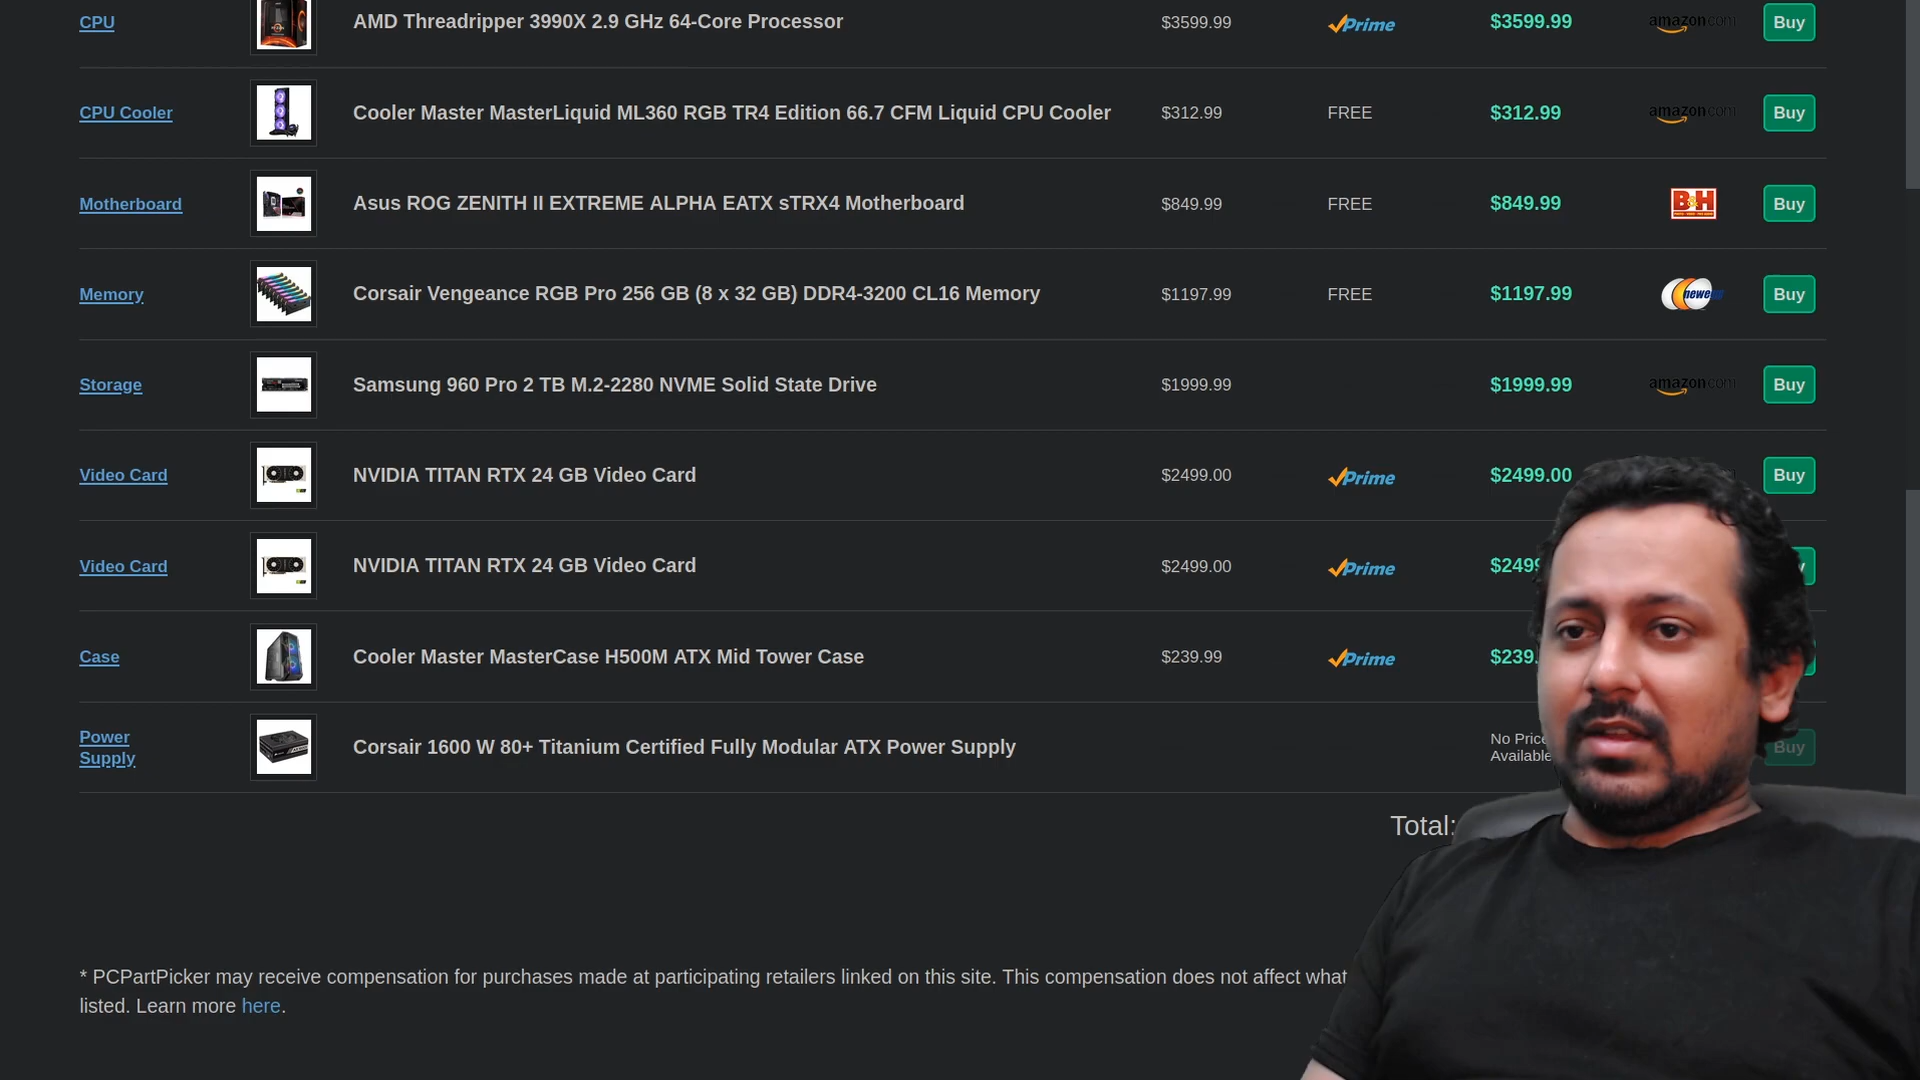 CPU AMD Threadripper 3990X 2.9 GHz 64-Core Processor $3599.99 Prime $3599.99 amazon.com Buy
CPU Cooler Cooler Master MasterLiquid ML360 RGB TR4 Edition 66.7 CFM Liquid CPU Cooler $312.99 FREE $312.99 amazon.com Buy
Motherboard Asus ROG ZENITH II EXTREME ALPHA EATX sTRX4 Motherboard $849.99 FREE $849.99 B&H Buy
Memory Corsair Vengeance RGB Pro 256 GB (8 x 32 GB) DDR4-3200 CL16 Memory $1197.99 FREE $1197.99 newegg Buy
Storage Samsung 960 Pro 2 TB M.2-2280 NVME Solid State Drive $1999.99 $1999.99 amazon.com Buy
Video Card NVIDIA TITAN RTX 24 GB Video Card $2499.00 Prime $2499.00 Buy
Video Card NVIDIA TITAN RTX 24 GB Video Card $2499.00 Prime $2499
Case Cooler Master MasterCase H500M ATX Mid Tower Case $239.99 Prime $239.
Power
Supply
Corsair 1600 W 80+ Titanium Certified Fully Modular ATX Power Supply
No Price
Available
Buy
Total:
* PCPartPicker may receive compensation for purchases made at participating retailers linked on this site. This compensation does not affect what
listed. Learn more here.